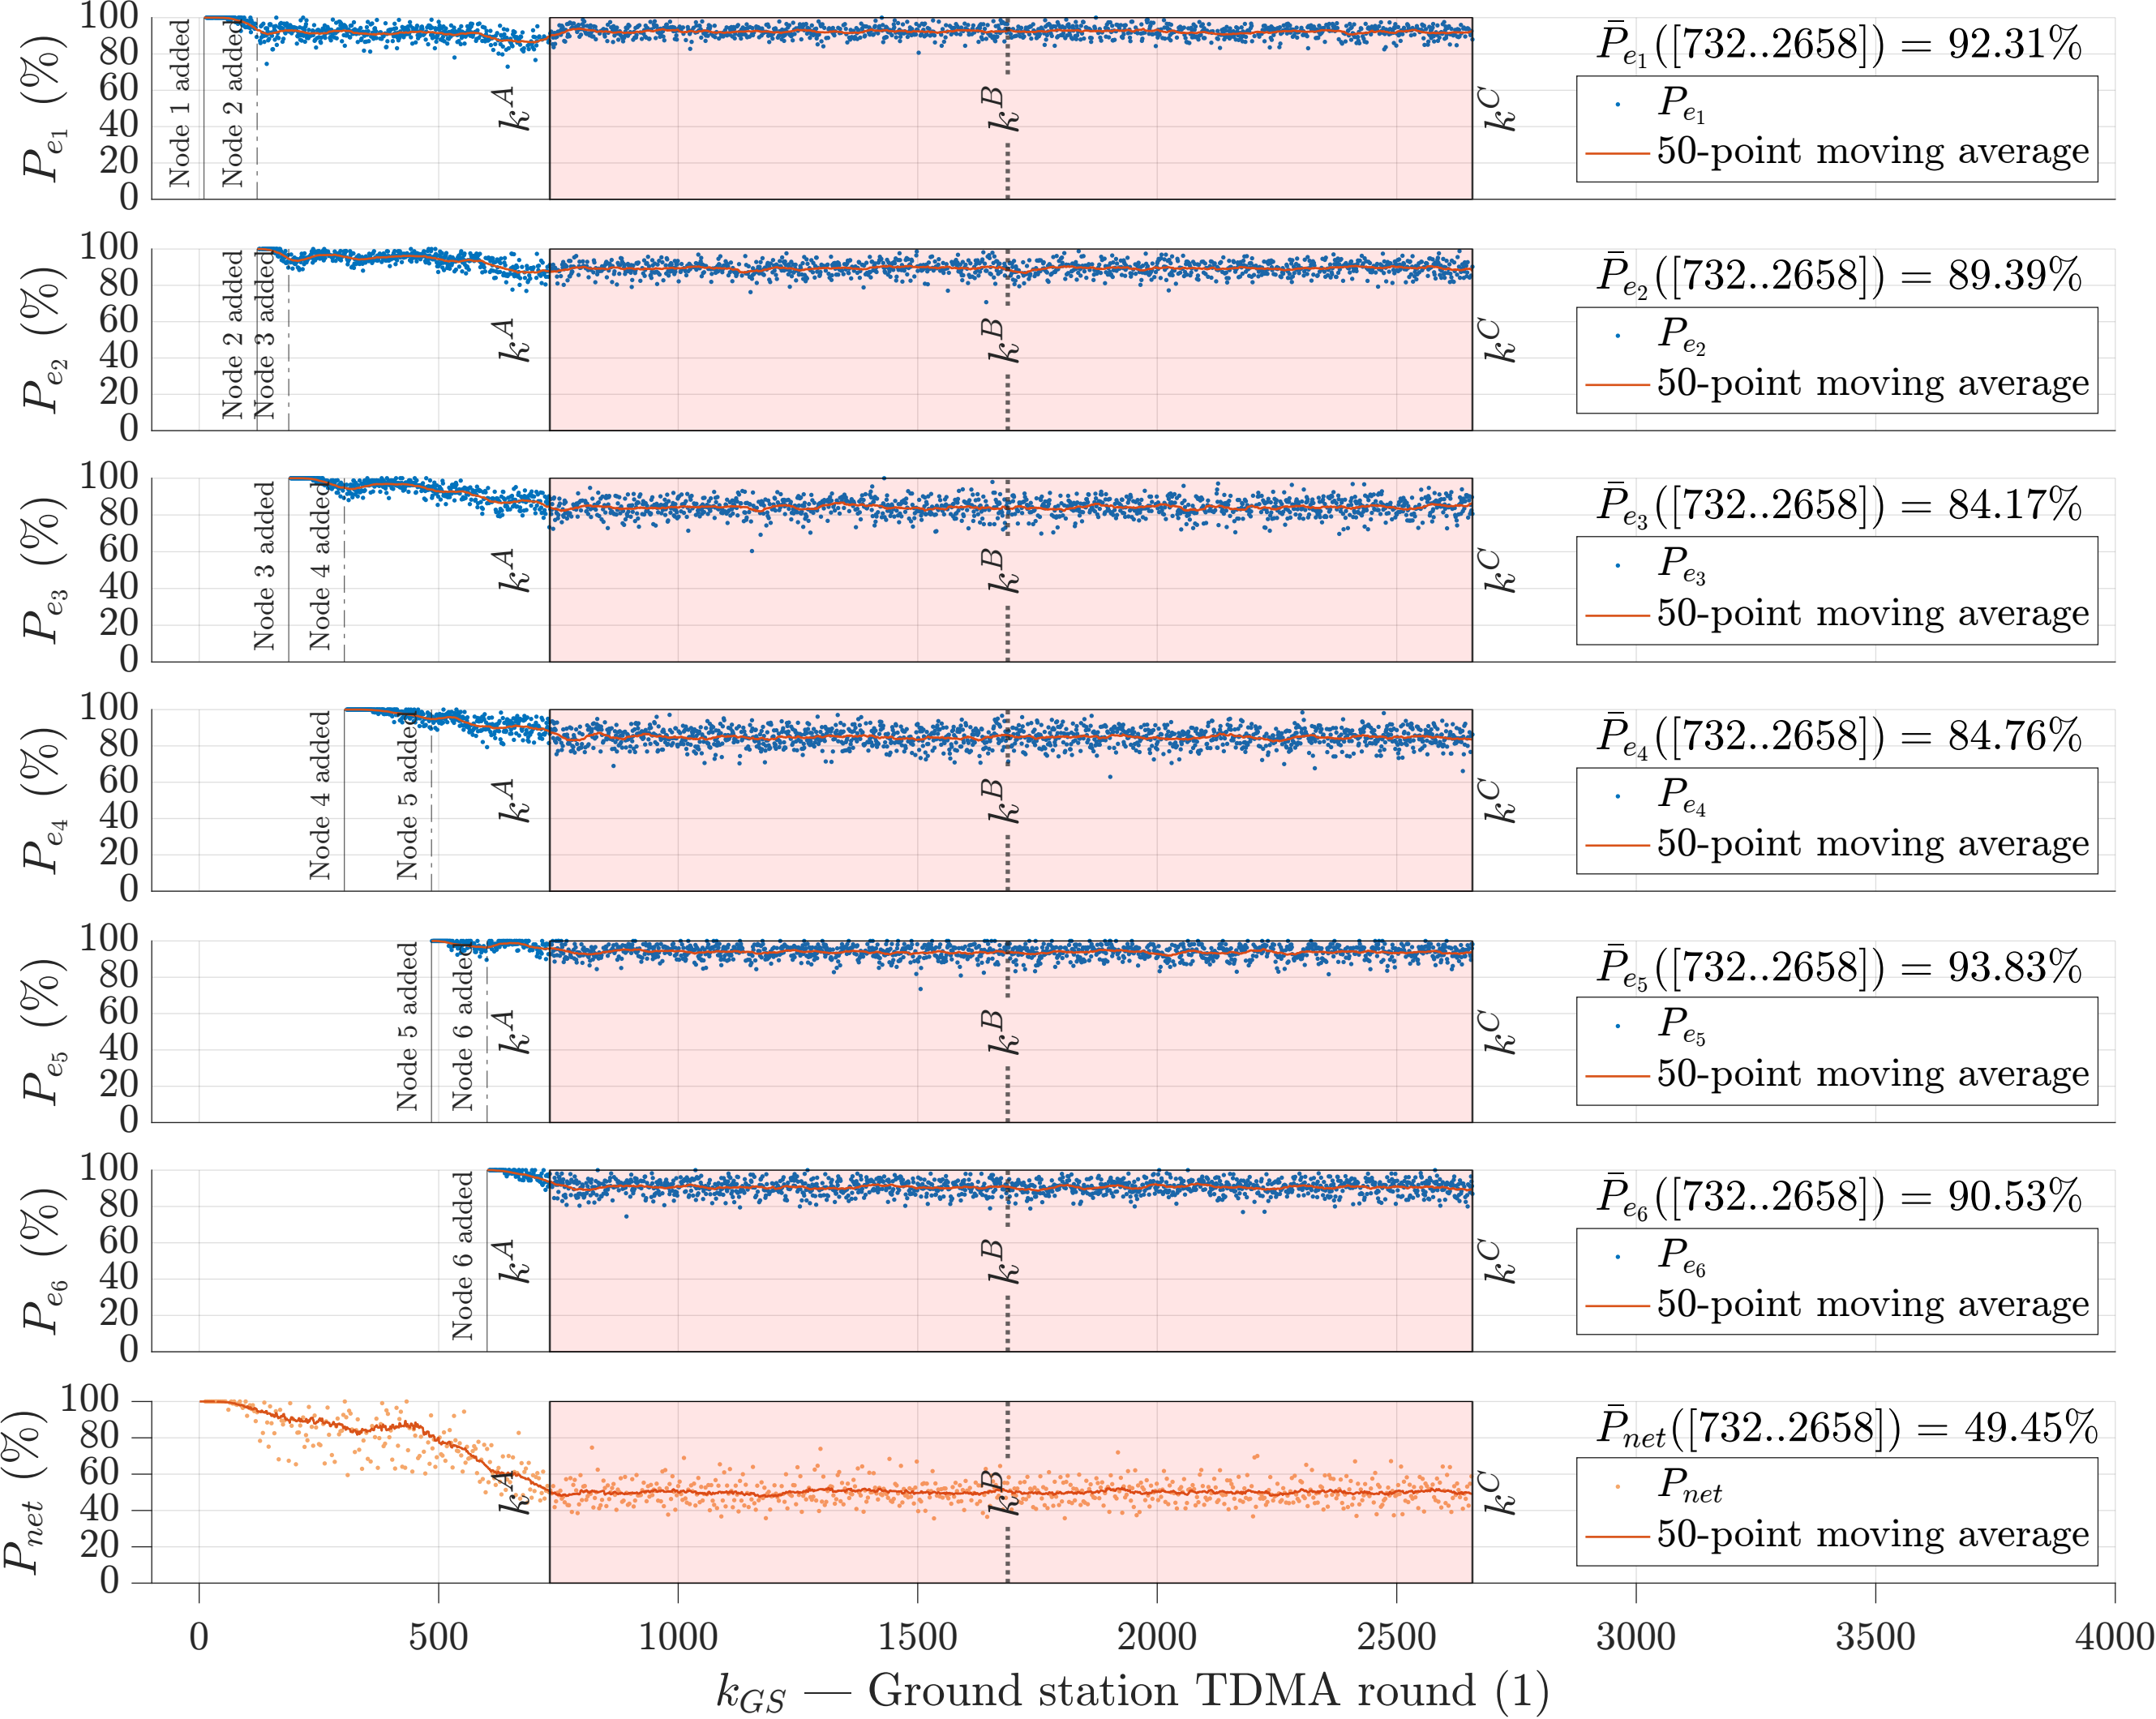 100
80
60
40
20
0
P_{e_1} (%)
Node 1 added
Node 2 added
k^A
k^B
k^C
P̄_{e_1}([732..2658]) = 92.31%
P_{e_1}
50-point moving average
100
80
60
40
20
0
P_{e_2} (%)
Node 2 added
Node 3 added
k^A
k^B
k^C
P̄_{e_2}([732..2658]) = 89.39%
P_{e_2}
50-point moving average
100
80
60
40
20
0
P_{e_3} (%)
Node 3 added
Node 4 added
k^A
k^B
k^C
P̄_{e_3}([732..2658]) = 84.17%
P_{e_3}
50-point moving average
100
80
60
40
20
0
P_{e_4} (%)
Node 4 added
Node 5 added
k^A
k^B
k^C
P̄_{e_4}([732..2658]) = 84.76%
P_{e_4}
50-point moving average
100
80
60
40
20
0
P_{e_5} (%)
Node 5 added
Node 6 added
k^A
k^B
k^C
P̄_{e_5}([732..2658]) = 93.83%
P_{e_5}
50-point moving average
100
80
60
40
20
0
P_{e_6} (%)
Node 6 added
k^A
k^B
k^C
P̄_{e_6}([732..2658]) = 90.53%
P_{e_6}
50-point moving average
100
80
60
40
20
0
P_{net} (%)
k^A
k^B
k^C
P̄_{net}([732..2658]) = 49.45%
P_{net}
50-point moving average
0 500 1000 1500 2000 2500 3000 3500 4000
k_{GS} — Ground station TDMA round (1)